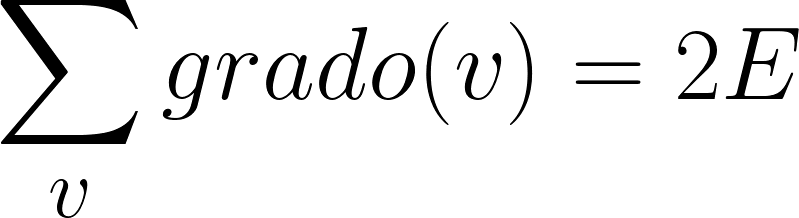 ∑ grado(v) = 2E
v